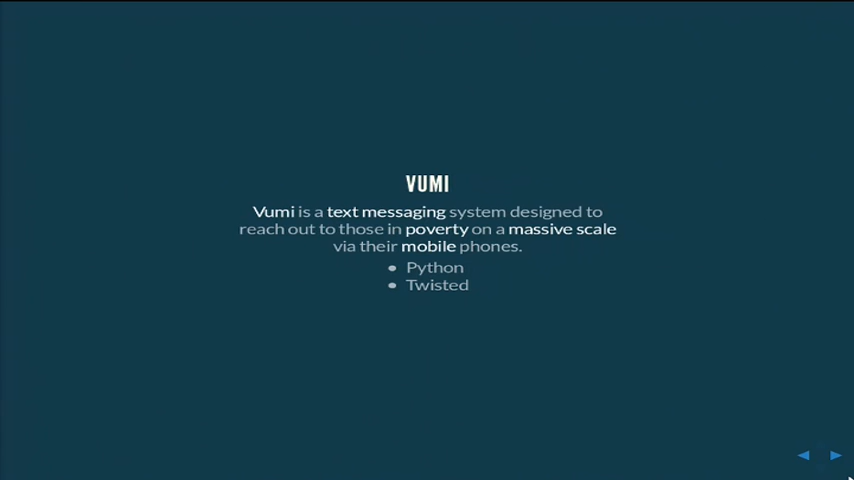 VUMI
Vumi is a text messaging system designed to
reach out to those in poverty on a massive scale
via their mobile phones.
• Python
• Twisted